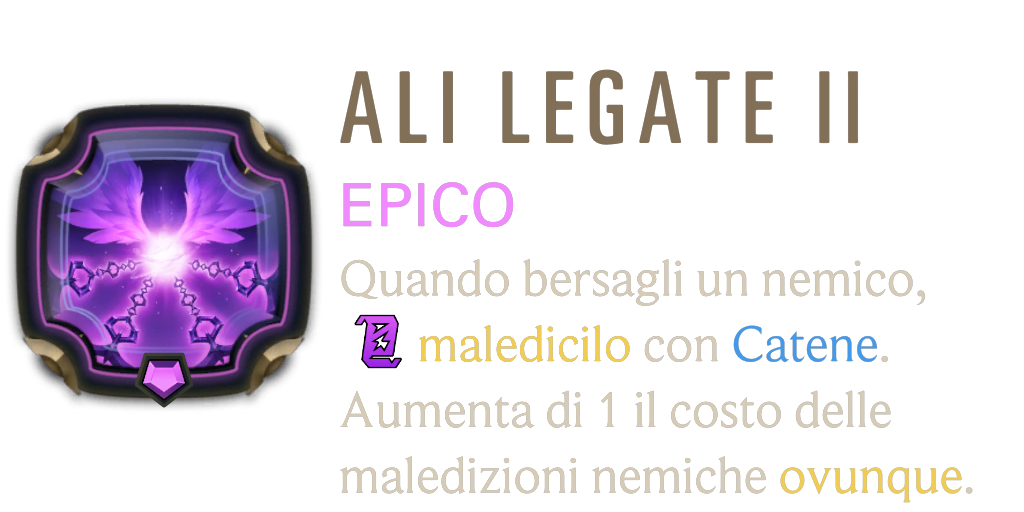 ALI LEGATE II
EPICO
Quando bersagli un nemico,
maledicilo con Catene.
Aumenta di 1 il costo delle
maledizioni nemiche ovunque.